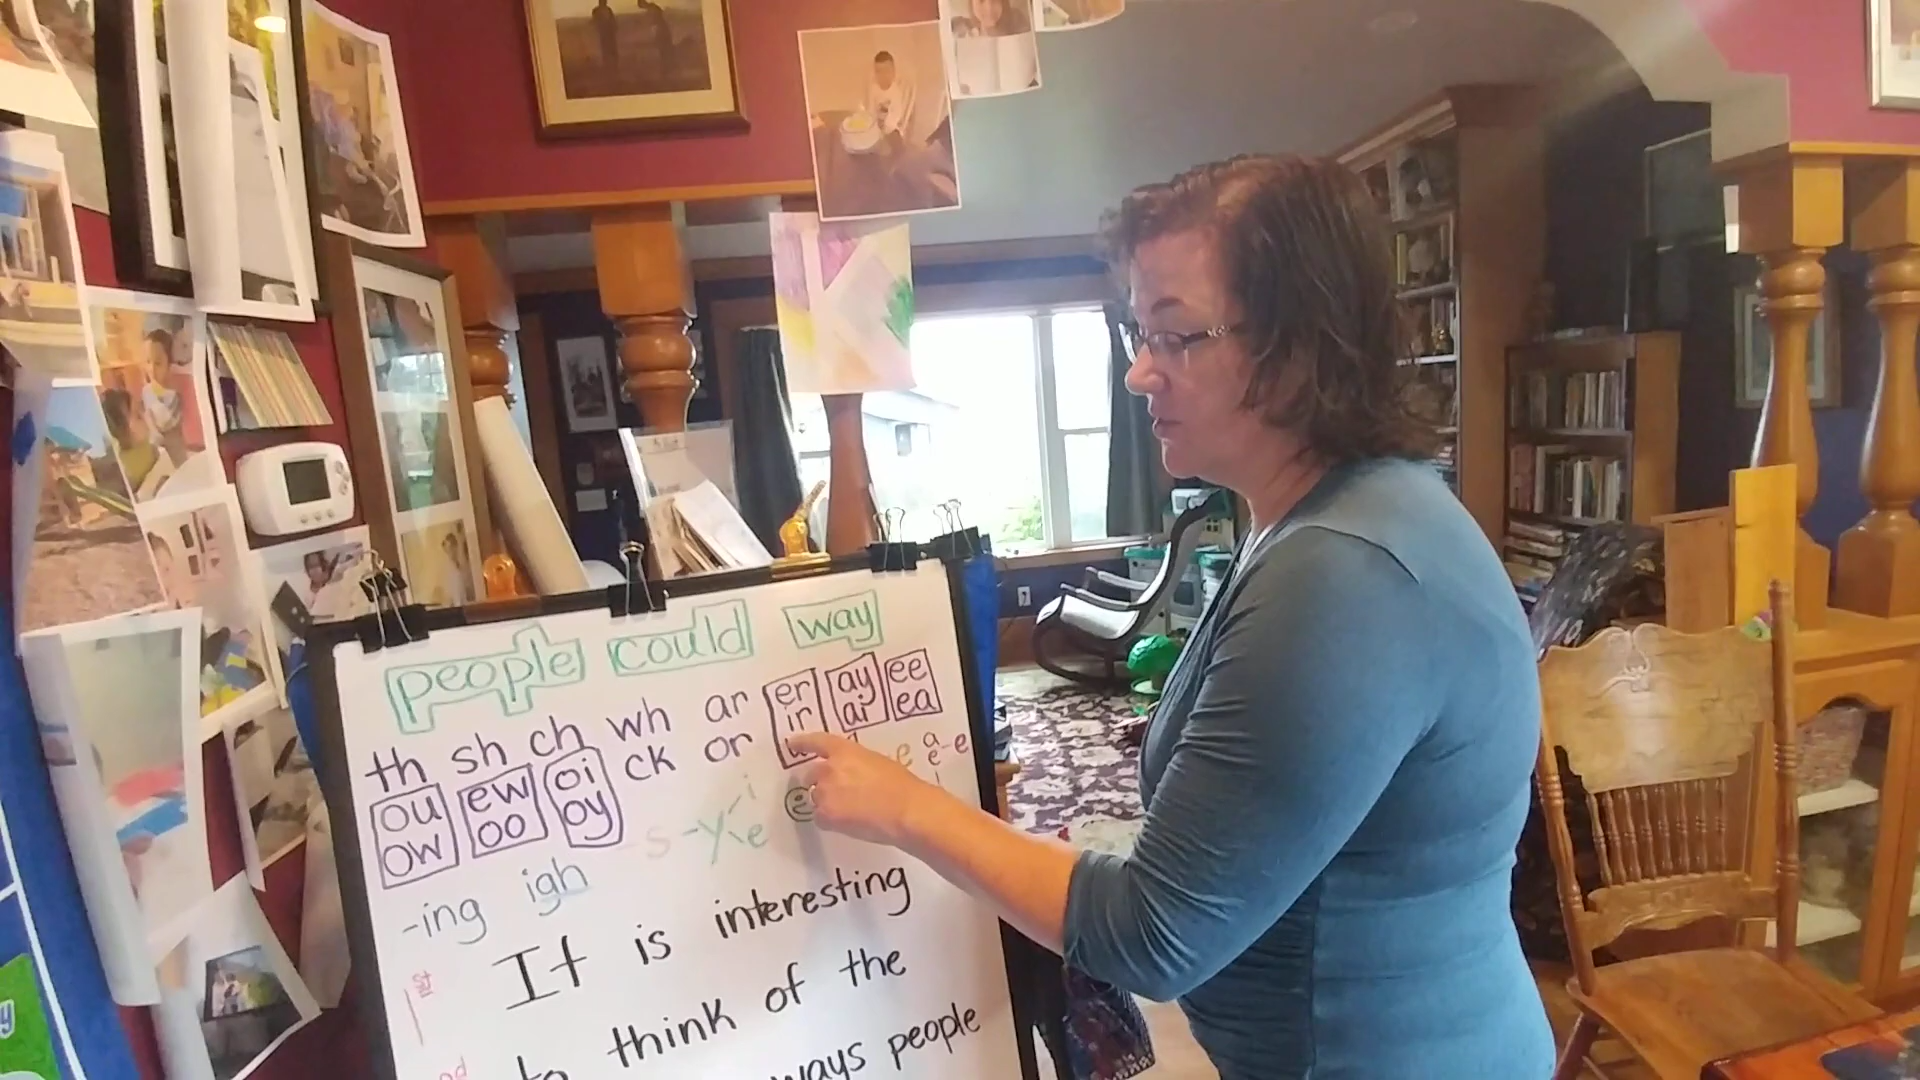 people could way
th sh ch wh ar er ay ee
ir ai ea
ou ew oi ck or
ow oo oy
e a
e-e
-ing igh s -y i
e
It is interesting
1st
to think of the
ways people